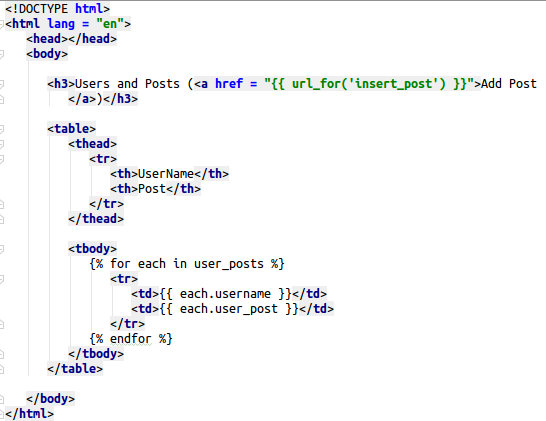 <!DOCTYPE html>
<html lang = "en">
<head></head>
<body>
<h3>Users and Posts (<a href = "{{ url_for('insert_post') }}">Add Post
</a>)</h3>
<table>
<thead>
<tr>
<th>UserName</th>
<th>Post</th>
</tr>
</thead>
<tbody>
{% for each in user_posts %}
<tr>
<td>{{ each.username }}</td>
<td>{{ each.user_post }}</td>
</tr>
{% endfor %}
</tbody>
</table>
</body>
</html>